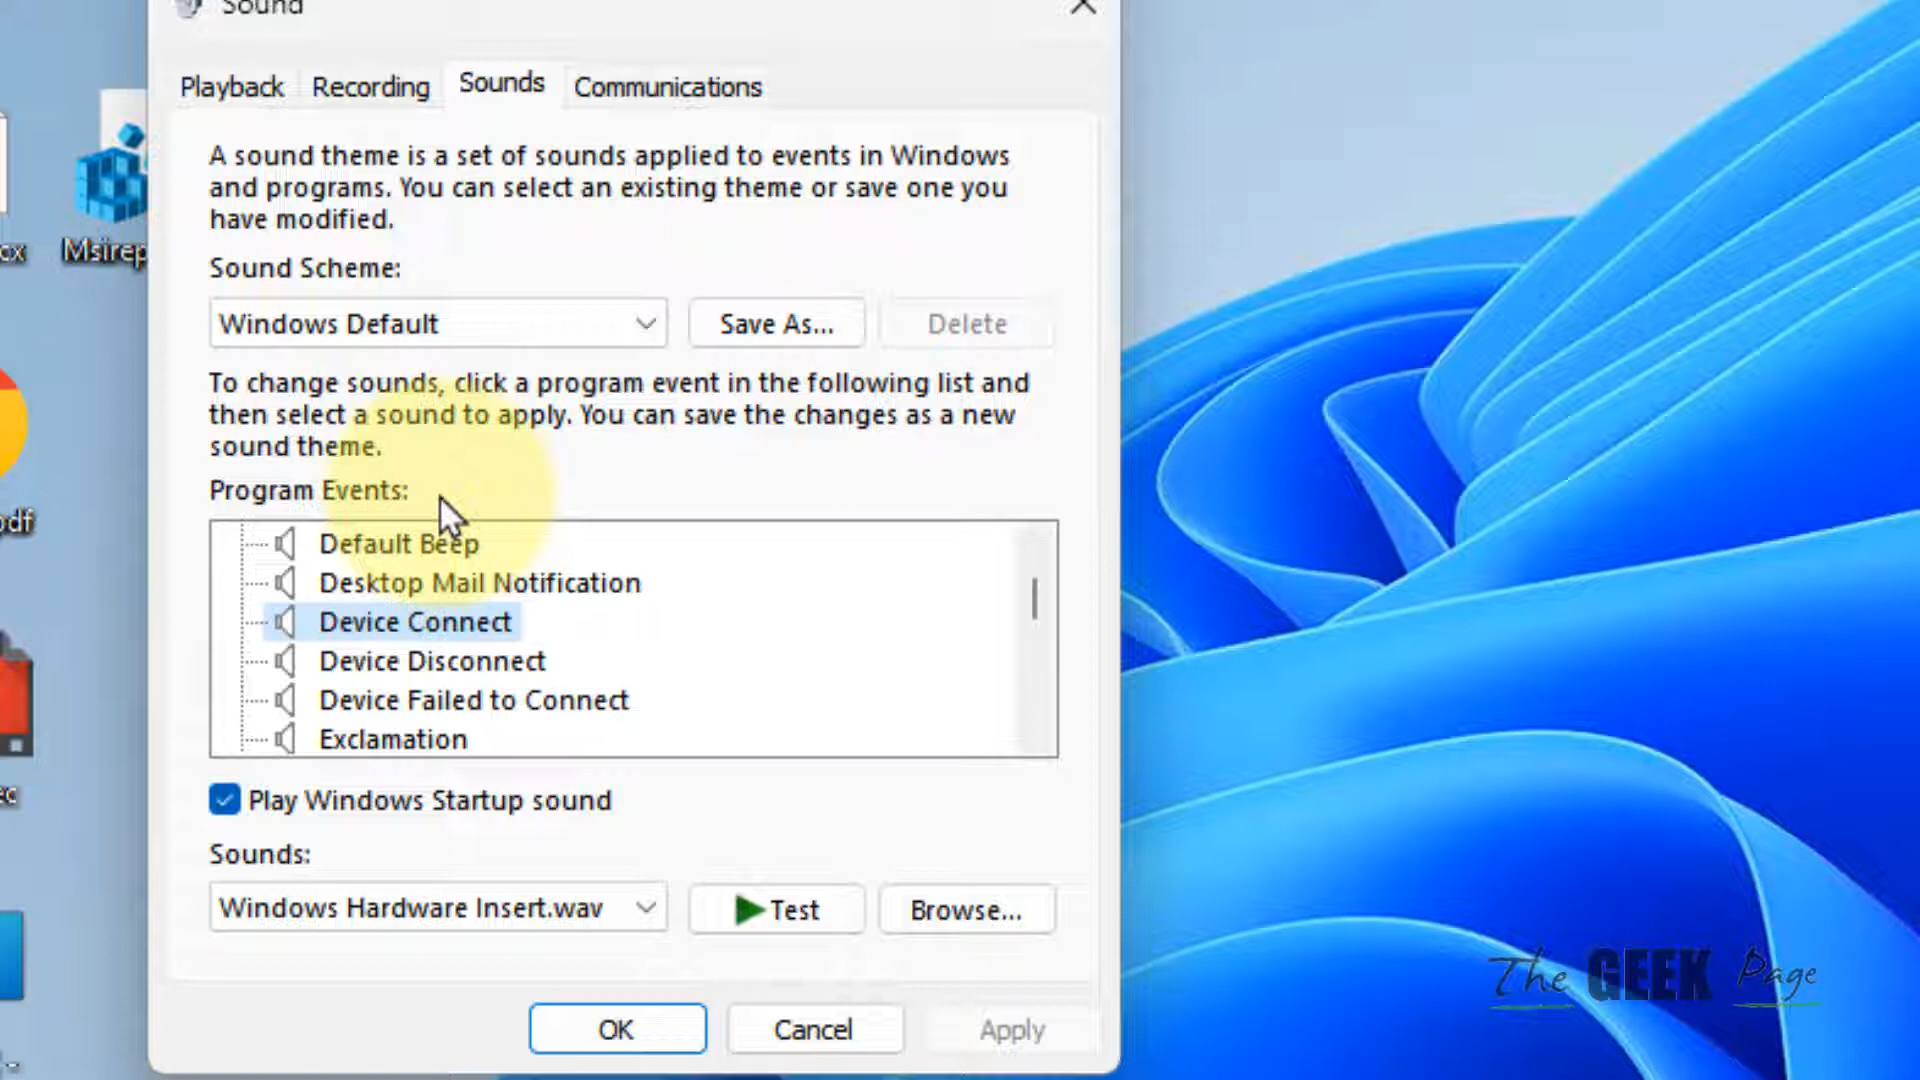 Sound
Playback Recording Sounds Communications
A sound theme is a set of sounds applied to events in Windows
and programs. You can select an existing theme or save one you
have modified.
Sound Scheme:
Windows Default Save As... Delete
To change sounds, click a program event in the following list and
then select a sound to apply. You can save the changes as a new
sound theme.
Program Events:
Default Beep
Desktop Mail Notification
Device Connect
Device Disconnect
Device Failed to Connect
Exclamation
Play Windows Startup sound
Sounds:
Windows Hardware Insert.wav Test Browse...
OK Cancel Apply
cx
Msirep
pdf
ec
The GEEK Page